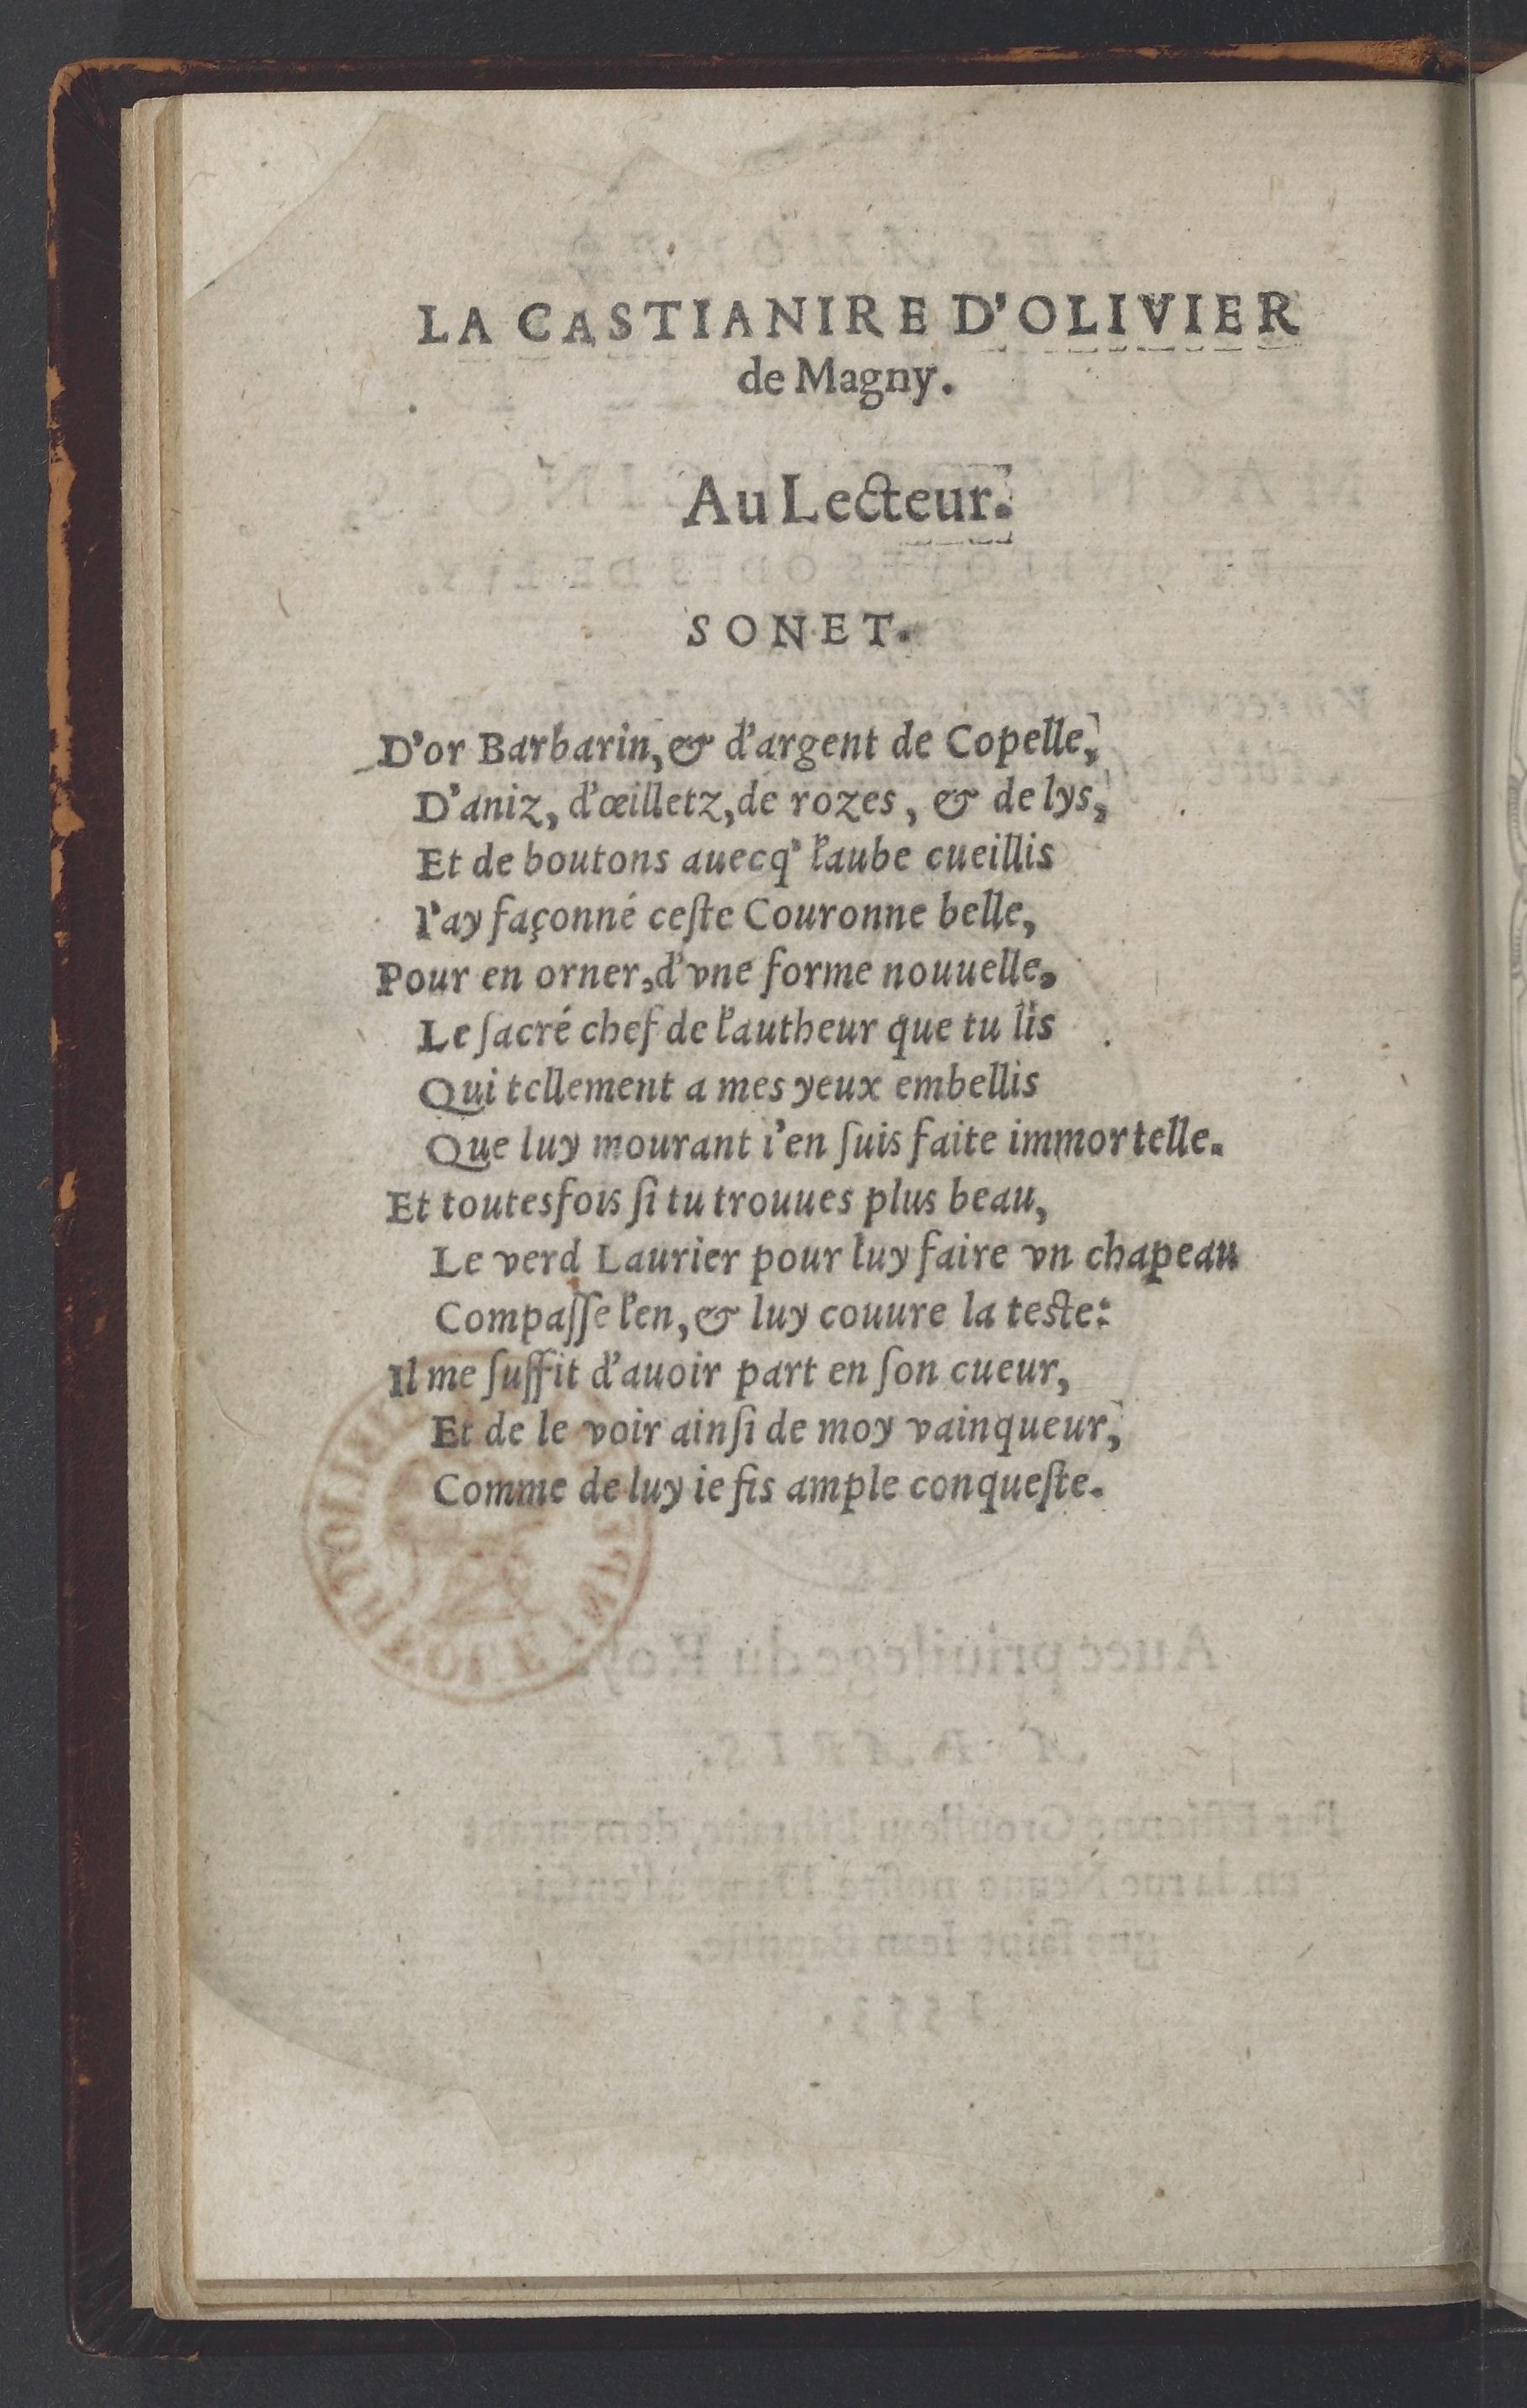 LA CASTIANIRE D'OLIVIER
de Magny.
Au Lecteur.
SONET.
D'or Barbarin, & d'argent de Copelle,
D'aniz, d'œilletz, de rozes, & de lys,
Et de boutons auecq' l'aube cueillis
I'ay façonné ceſte Couronne belle,
Pour en orner, d'vne forme nouuelle,
Le ſacré chef de l'autheur que tu lis
Qui tellement a mes yeux embellis
Que luy mourant i'en ſuis faite immortelle.
Et toutesfois ſi tu trouues plus beau,
Le verd Laurier pour luy faire vn chapeau
Compaſſe l'en, & luy couure la teſte:
Il me ſuffit d'auoir part en ſon cueur,
Et de le voir ainſi de moy vainqueur,
Comme de luy ie fis ample conqueſte.